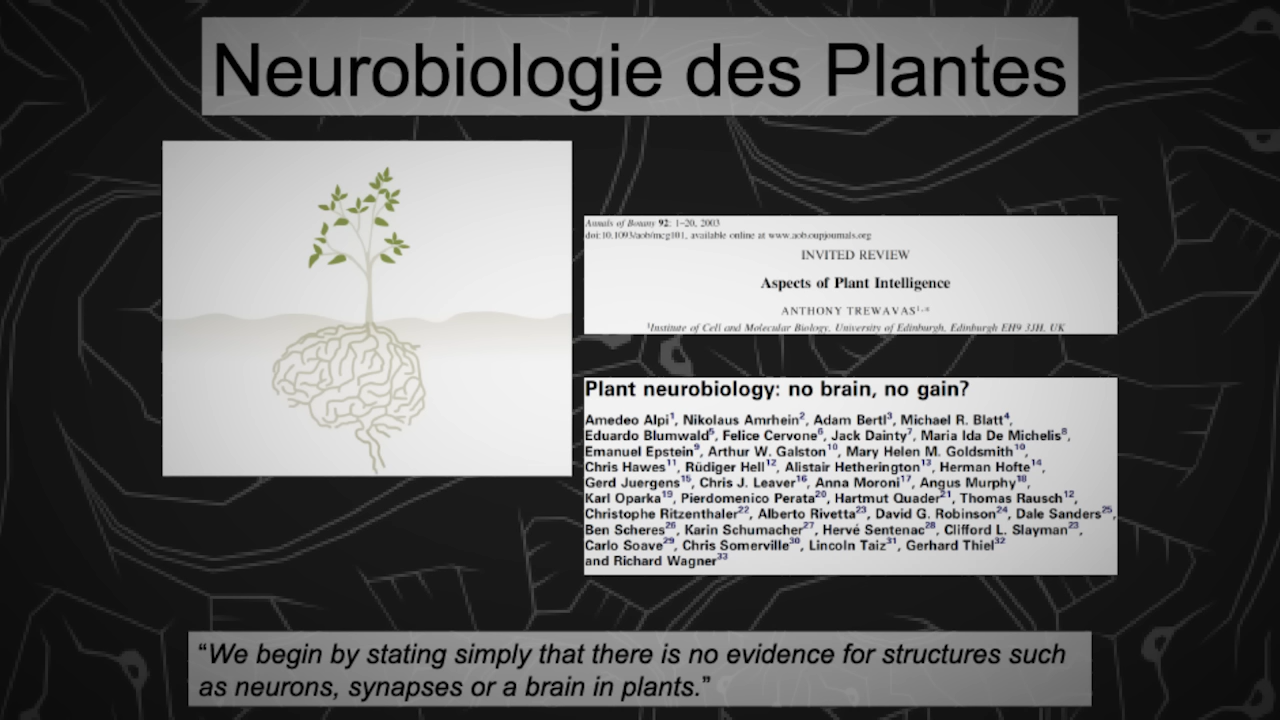 Neurobiologie des Plantes
Annals of Botany 92: 1–20, 2003
doi:10.1093/aob/mcg101, available online at www.aob.oupjournals.org
INVITED REVIEW
Aspects of Plant Intelligence
ANTHONY TREWAVAS1,*
1Institute of Cell and Molecular Biology, University of Edinburgh, Edinburgh EH9 3JH, UK
Plant neurobiology: no brain, no gain?
Amedeo Alpi1, Nikolaus Amrhein2, Adam Bertl3, Michael R. Blatt4,
Eduardo Blumwald5, Felice Cervone6, Jack Dainty7, Maria Ida De Michelis8,
Emanuel Epstein9, Arthur W. Galston10, Mary Helen M. Goldsmith10,
Chris Hawes11, Rüdiger Hell12, Alistair Hetherington13, Herman Hofte14,
Gerd Juergens15, Chris J. Leaver16, Anna Moroni17, Angus Murphy18,
Karl Oparka19, Pierdomenico Perata20, Hartmut Quader21, Thomas Rausch12,
Christophe Ritzenthaler22, Alberto Rivetta23, David G. Robinson24, Dale Sanders25,
Ben Scheres26, Karin Schumacher27, Hervé Sentenac28, Clifford L. Slayman23,
Carlo Soave29, Chris Somerville30, Lincoln Taiz31, Gerhard Thiel32
and Richard Wagner33
“We begin by stating simply that there is no evidence for structures such
as neurons, synapses or a brain in plants.”